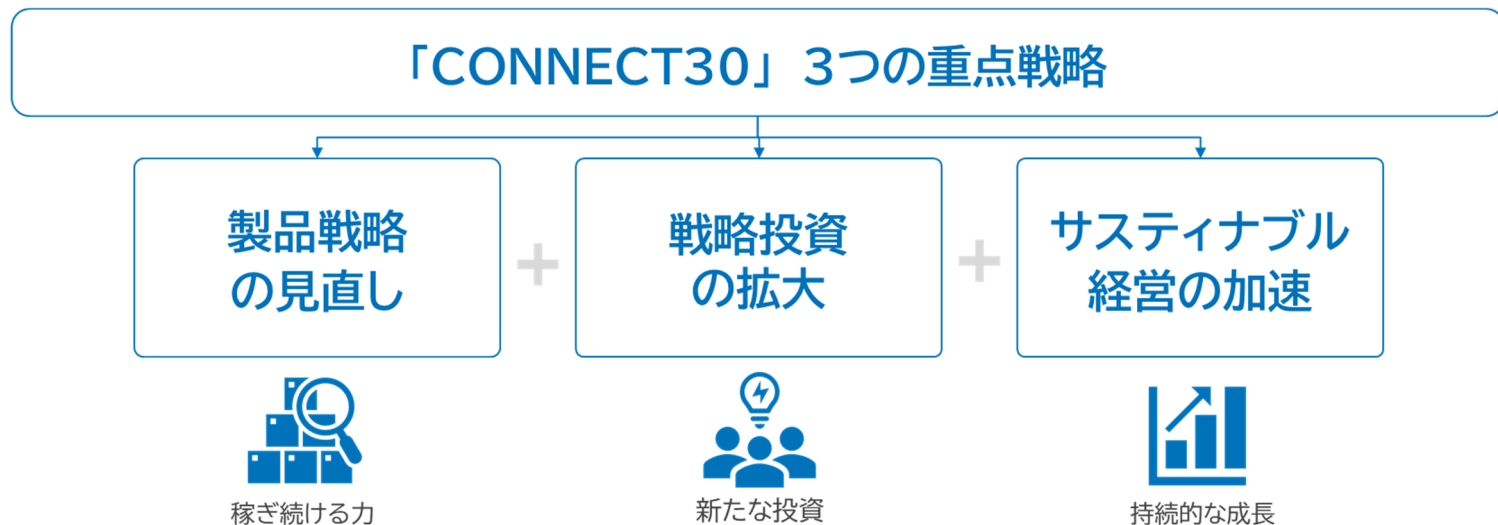 「CONNECT30」 3つの重点戦略
製品戦略
の見直し
戦略投資
の拡大
サスティナブル
経営の加速
稼ぎ続ける力
新たな投資
持続的な成長